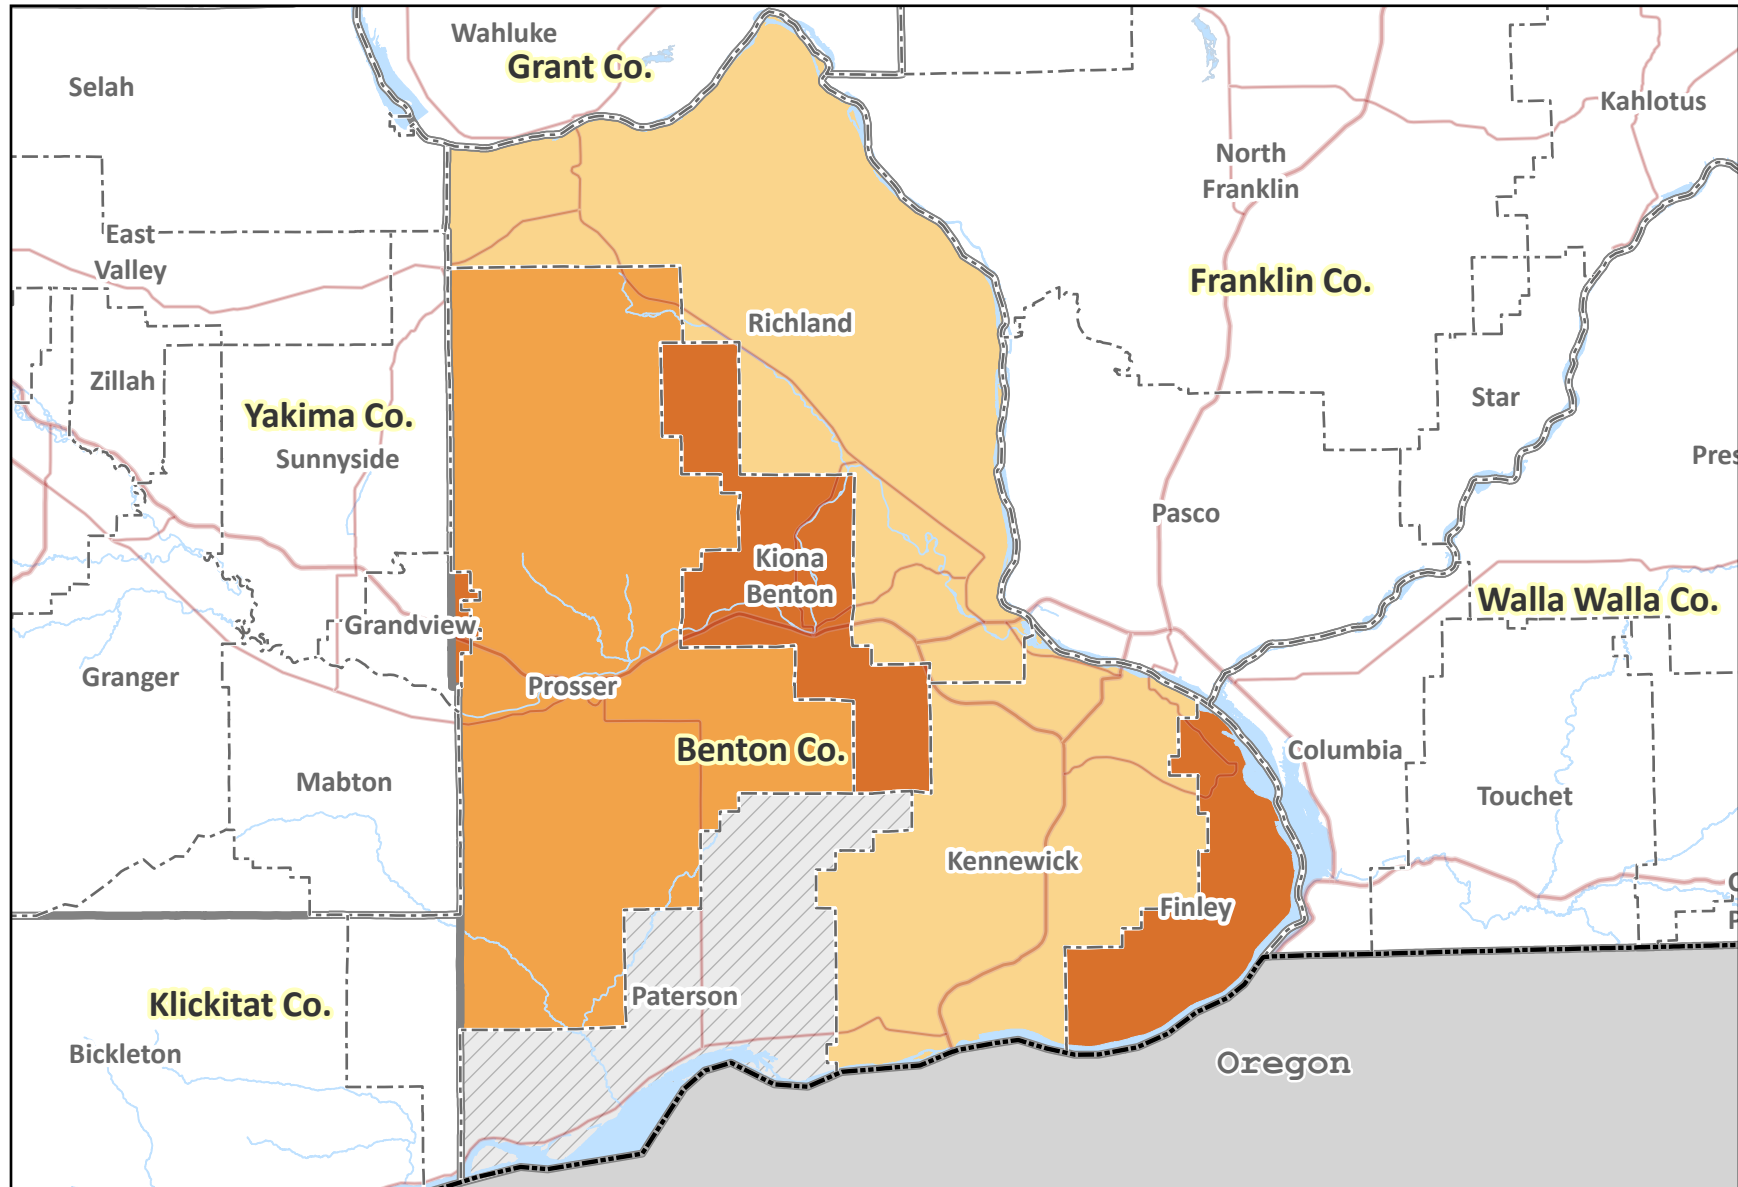 Wahluke
Grant Co.
Selah
Kahlotus
North
Franklin
East
Valley
Franklin Co.
Richland
Zillah
Yakima Co.
Star
Sunnyside
Pres
Pasco
Kiona
Benton
Walla Walla Co.
Grandview
Granger
Prosser
Benton Co.
Columbia
Mabton
Touchet
Kennewick
Finley
Paterson
Klickitat Co.
Bickleton
Oregon